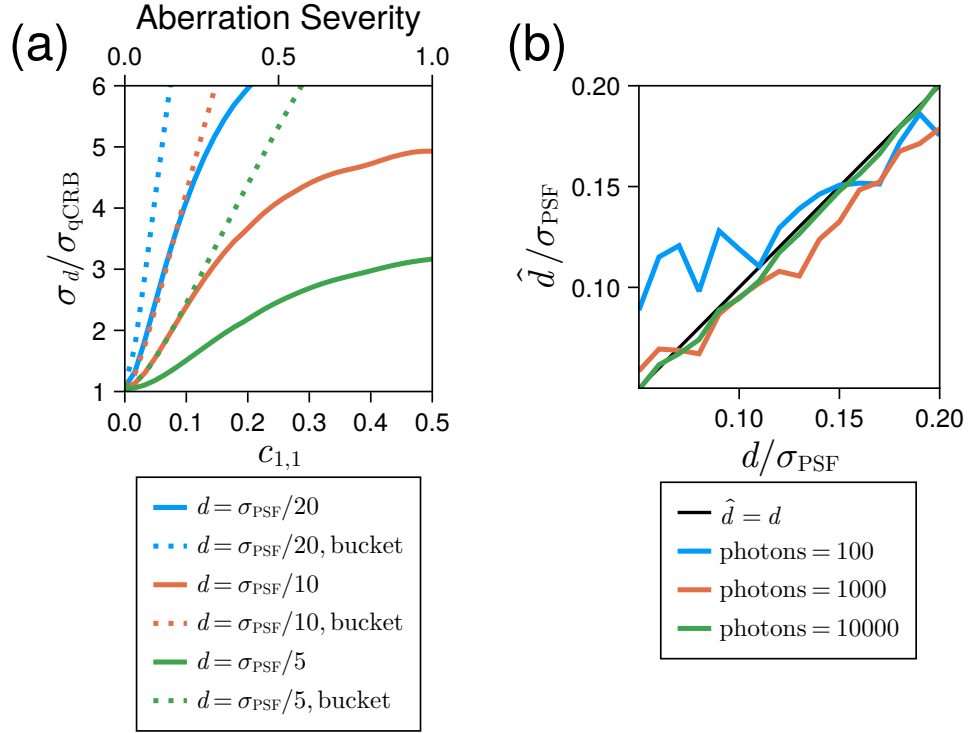 (a)
Aberration Severity
0.0 0.5 1.0
6
5
4
3
2
1
σ_d/σ_qCRB
0.0 0.1 0.2 0.3 0.4 0.5
c_{1,1}
d = σ_PSF/20
d = σ_PSF/20, bucket
d = σ_PSF/10
d = σ_PSF/10, bucket
d = σ_PSF/5
d = σ_PSF/5, bucket
(b)
0.20
0.15
0.10
d̂/σ_PSF
0.10 0.15 0.20
d/σ_PSF
d̂ = d
photons = 100
photons = 1000
photons = 10000